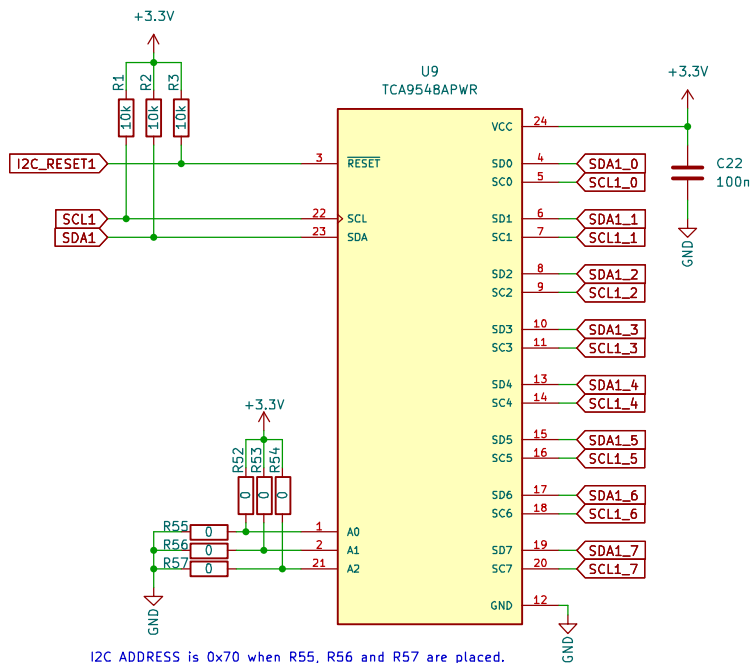 +3.3V
R1
R2
R3
10k
10k
10k
U9
TCA9548APWR
+3.3V
C22
100n
GND
I2C_RESET1
3
RESET
SCL1
22
SCL
SDA1
23
SDA
VCC
24
SD0
4
SDA1_0
SC0
5
SCL1_0
SD1
6
SDA1_1
SC1
7
SCL1_1
SD2
8
SDA1_2
SC2
9
SCL1_2
SD3
10
SDA1_3
SC3
11
SCL1_3
SD4
13
SDA1_4
SC4
14
SCL1_4
SD5
15
SDA1_5
SC5
16
SCL1_5
SD6
17
SDA1_6
SC6
18
SCL1_6
SD7
19
SDA1_7
SC7
20
SCL1_7
GND
12
GND
+3.3V
R52
R53
R54
0
0
0
R55
0
1
A0
R56
0
2
A1
R57
0
21
A2
GND
I2C ADDRESS is 0x70 when R55, R56 and R57 are placed.